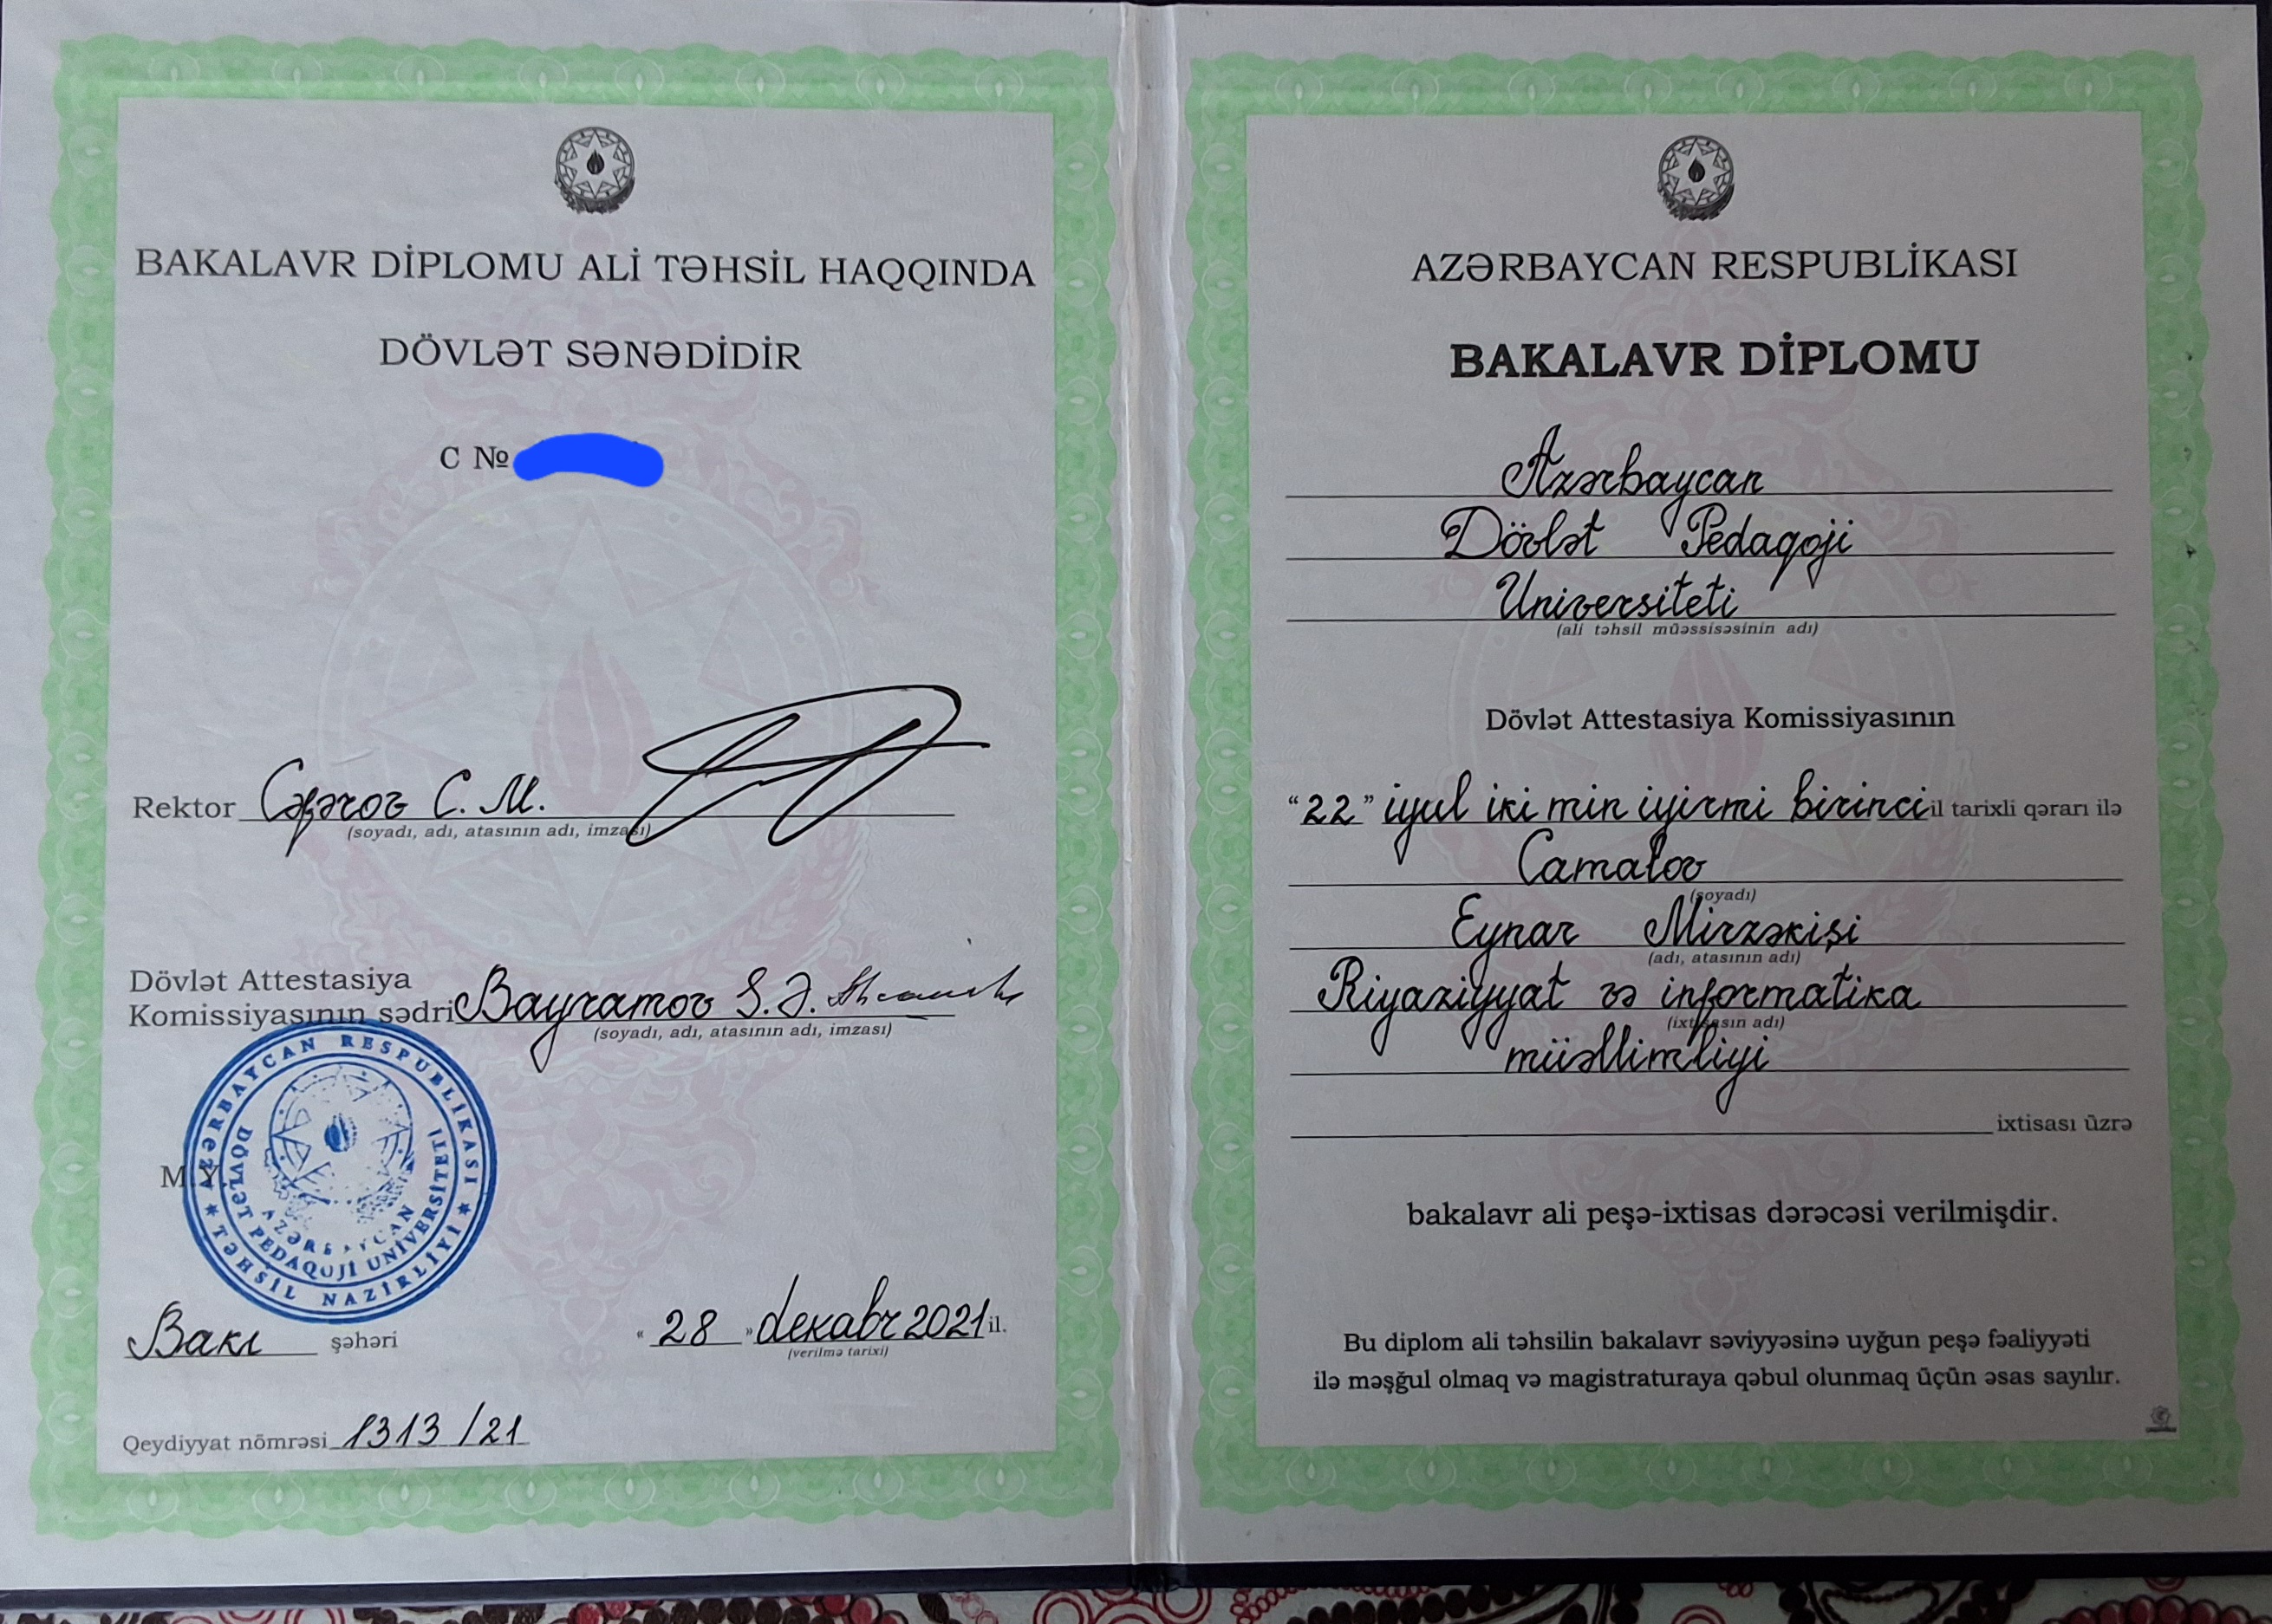 BAKALAVR DİPLOMU ALİ TƏHSİL HAQQINDA
DÖVLƏT SƏNƏDİDİR
C №
Rektor Cəfərov C. M.
(soyadı, adı, atasının adı, imzası)
Dövlət Attestasiya
Komissiyasının sədri Bayramov S.Ə.
(soyadı, adı, atasının adı, imzası)
M.Y.
AZƏRBAYCAN RESPUBLİKASI
TƏHSİL NAZİRLİYİ
DÖVLƏT PEDAQOJİ UNİVERSİTETİ
Bakı şəhəri
"28" dekabr 2021 il.
(verilmə tarixi)
Qeydiyyat nömrəsi 1313/21
AZƏRBAYCAN RESPUBLİKASI
BAKALAVR DİPLOMU
Azərbaycan
Dövlət Pedaqoji
Universiteti
(ali təhsil müəssisəsinin adı)
Dövlət Attestasiya Komissiyasının
"22" iyul iki min iyirmi birinci il tarixli qərarı ilə
Camalov
(soyadı)
Eynar Mirzəkişi
(adı, atasının adı)
Riyaziyyat və informatika
(ixtisasın adı)
müəllimliyi
ixtisası üzrə
bakalavr ali peşə-ixtisas dərəcəsi verilmişdir.
Bu diplom ali təhsilin bakalavr səviyyəsinə uyğun peşə fəaliyyəti
ilə məşğul olmaq və magistraturaya qəbul olunmaq üçün əsas sayılır.